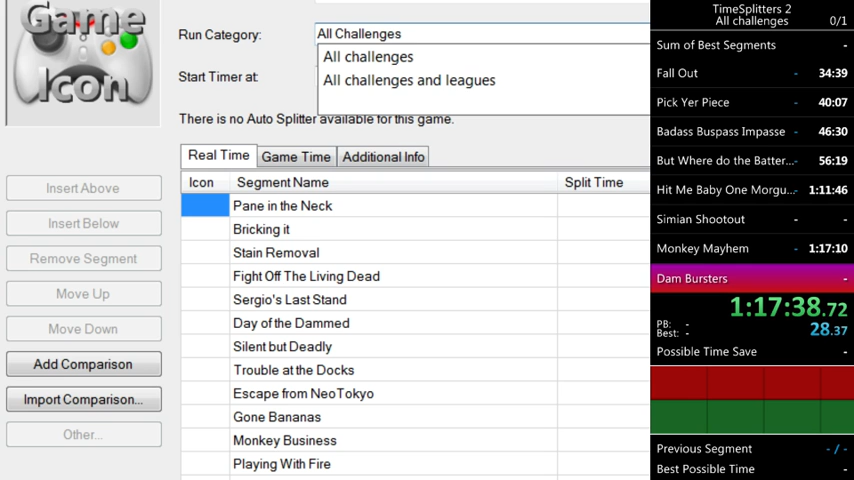 Game
Icon
Run Category:
All Challenges
All challenges
All challenges and leagues
Start Timer at:
There is no Auto Splitter available for this game.
Real Time
Game Time
Additional Info
Icon
Segment Name
Split Time
Insert Above
Insert Below
Remove Segment
Move Up
Move Down
Add Comparison
Import Comparison...
Other...
Pane in the Neck
Bricking it
Stain Removal
Fight Off The Living Dead
Sergio's Last Stand
Day of the Dammed
Silent but Deadly
Trouble at the Docks
Escape from NeoTokyo
Gone Bananas
Monkey Business
Playing With Fire
TimeSplitters 2
All challenges 0/1
Sum of Best Segments -
Fall Out - 34:39
Pick Yer Piece - 40:07
Badass Buspass Impasse - 46:30
But Where do the Batter... - 56:19
Hit Me Baby One Morgu... - 1:11:46
Simian Shootout - -
Monkey Mayhem - 1:17:10
Dam Bursters -
1:17:38.72
PB: -
Best: -
28.37
Possible Time Save -
Previous Segment - / -
Best Possible Time -